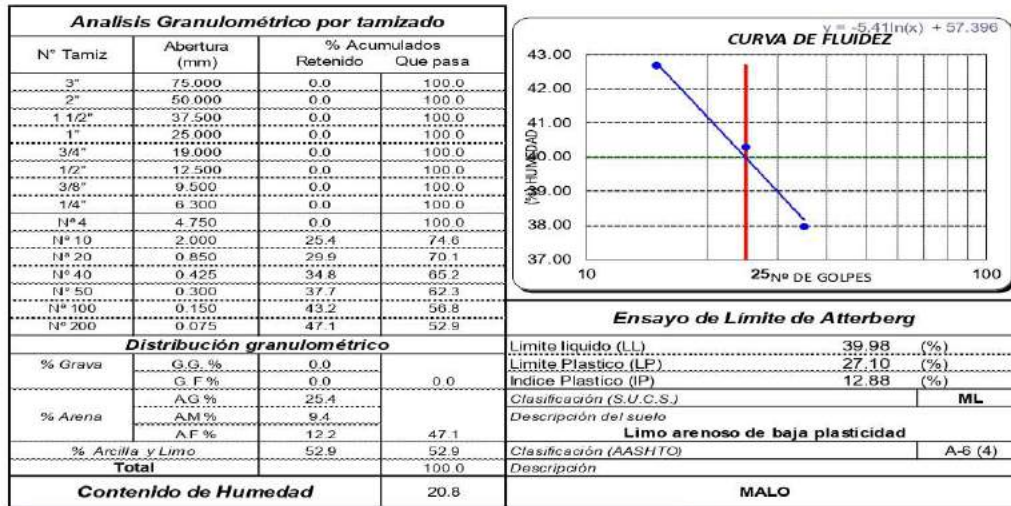 Analisis Granulométrico por tamizado
N° Tamiz Abertura (mm) % Acumulados
Retenido Que pasa
3" 75.000 0.0 100.0
2" 50.000 0.0 100.0
1 1/2" 37.500 0.0 100.0
1" 25.000 0.0 100.0
3/4" 19.000 0.0 100.0
1/2" 12.500 0.0 100.0
3/8" 9.500 0.0 100.0
1/4" 6.300 0.0 100.0
Nª 4 4.750 0.0 100.0
Nº 10 2.000 25.4 74.6
Nª 20 0.850 29.9 70.1
Nº 40 0.425 34.8 65.2
Nº 50 0.300 37.7 62.3
Nª 100 0.150 43.2 56.8
Nº 200 0.075 47.1 52.9
Distribución granulométrico
% Grava G.G. % 0.0
G.F % 0.0 0.0
A.G % 25.4
% Arena A.M % 9.4
A.F % 12.2 47.1
% Arcilla y Limo 52.9 52.9
Total 100.0
Contenido de Humedad 20.8
y = -5.41ln(x) + 57.396
CURVA DE FLUIDEZ
43.00
42.00
41.00
40.00
39.00
38.00
37.00
(%) HUMEDAD
10 25 Nº DE GOLPES 100
Ensayo de Límite de Atterberg
Limite liquido (LL) 39.98 (%)
Limite Plastico (LP) 27.10 (%)
Indice Plastico (IP) 12.88 (%)
Clasificación (S.U.C.S.) ML
Descripción del suelo
Limo arenoso de baja plasticidad
Clasificación (AASHTO) A-6 (4)
Descripción
MALO